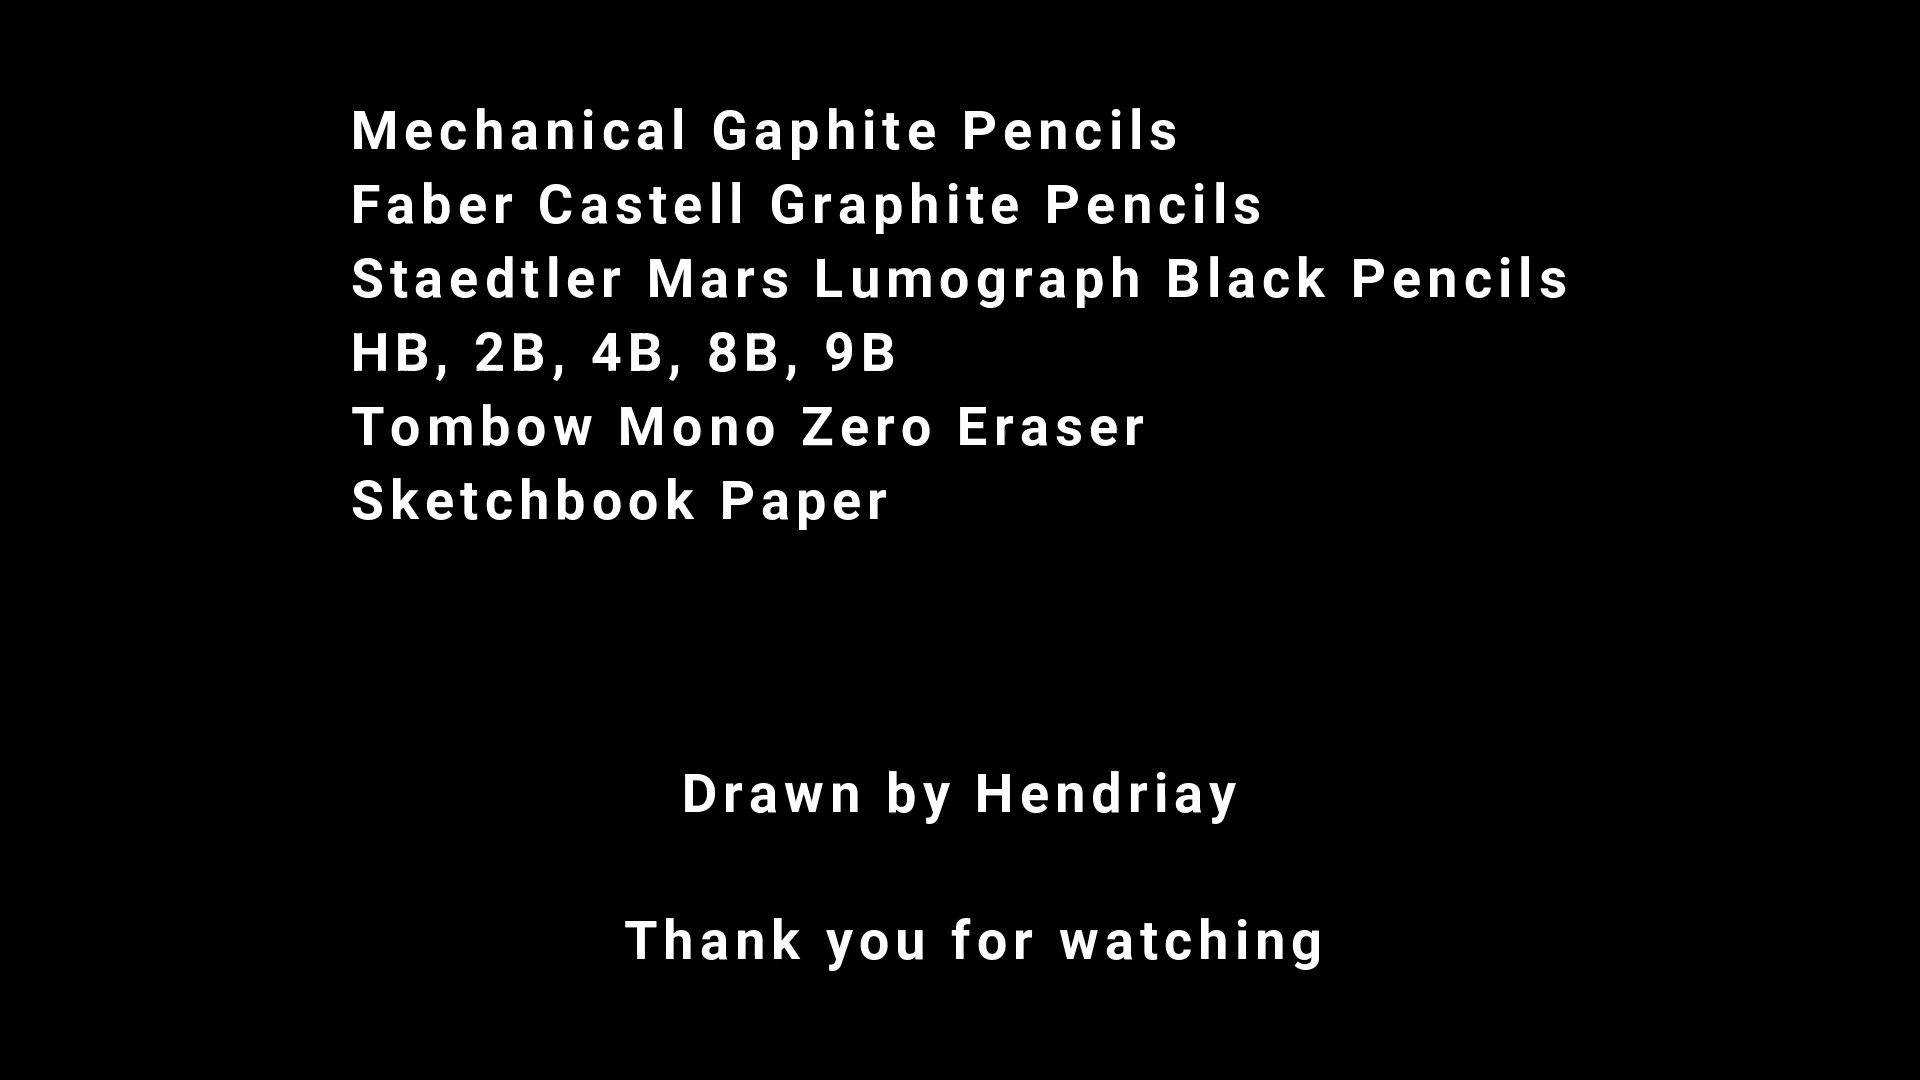 Mechanical Gaphite Pencils
Faber Castell Graphite Pencils
Staedtler Mars Lumograph Black Pencils
HB, 2B, 4B, 8B, 9B
Tombow Mono Zero Eraser
Sketchbook Paper
Drawn by Hendriay
Thank you for watching